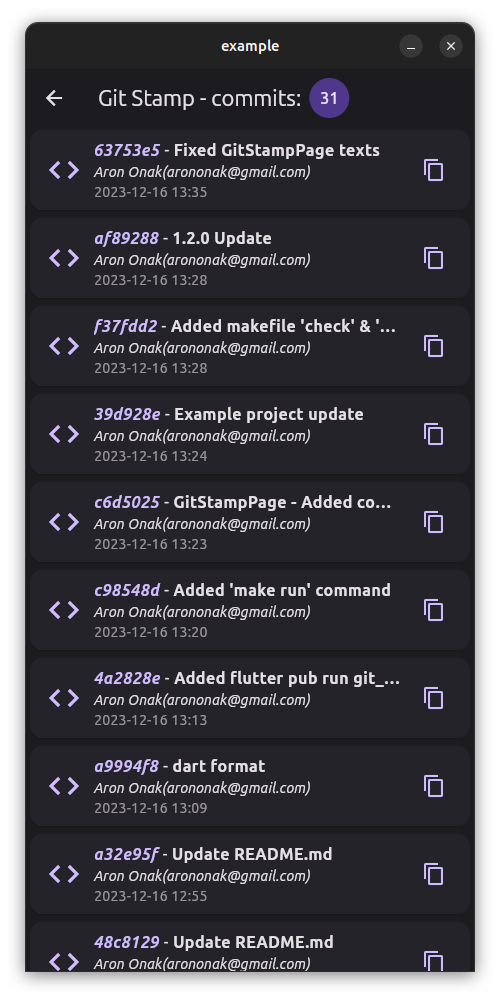 example
Git Stamp - commits: 31
63753e5 - Fixed GitStampPage texts
Aron Onak(arononak@gmail.com)
2023-12-16 13:35
af89288 - 1.2.0 Update
Aron Onak(arononak@gmail.com)
2023-12-16 13:28
f37fdd2 - Added makefile 'check' & '...
Aron Onak(arononak@gmail.com)
2023-12-16 13:28
39d928e - Example project update
Aron Onak(arononak@gmail.com)
2023-12-16 13:24
c6d5025 - GitStampPage - Added co...
Aron Onak(arononak@gmail.com)
2023-12-16 13:23
c98548d - Added 'make run' command
Aron Onak(arononak@gmail.com)
2023-12-16 13:20
4a2828e - Added flutter pub run git_...
Aron Onak(arononak@gmail.com)
2023-12-16 13:13
a9994f8 - dart format
Aron Onak(arononak@gmail.com)
2023-12-16 13:09
a32e95f - Update README.md
Aron Onak(arononak@gmail.com)
2023-12-16 12:55
48c8129 - Update README.md
Aron Onak(arononak@gmail.com)